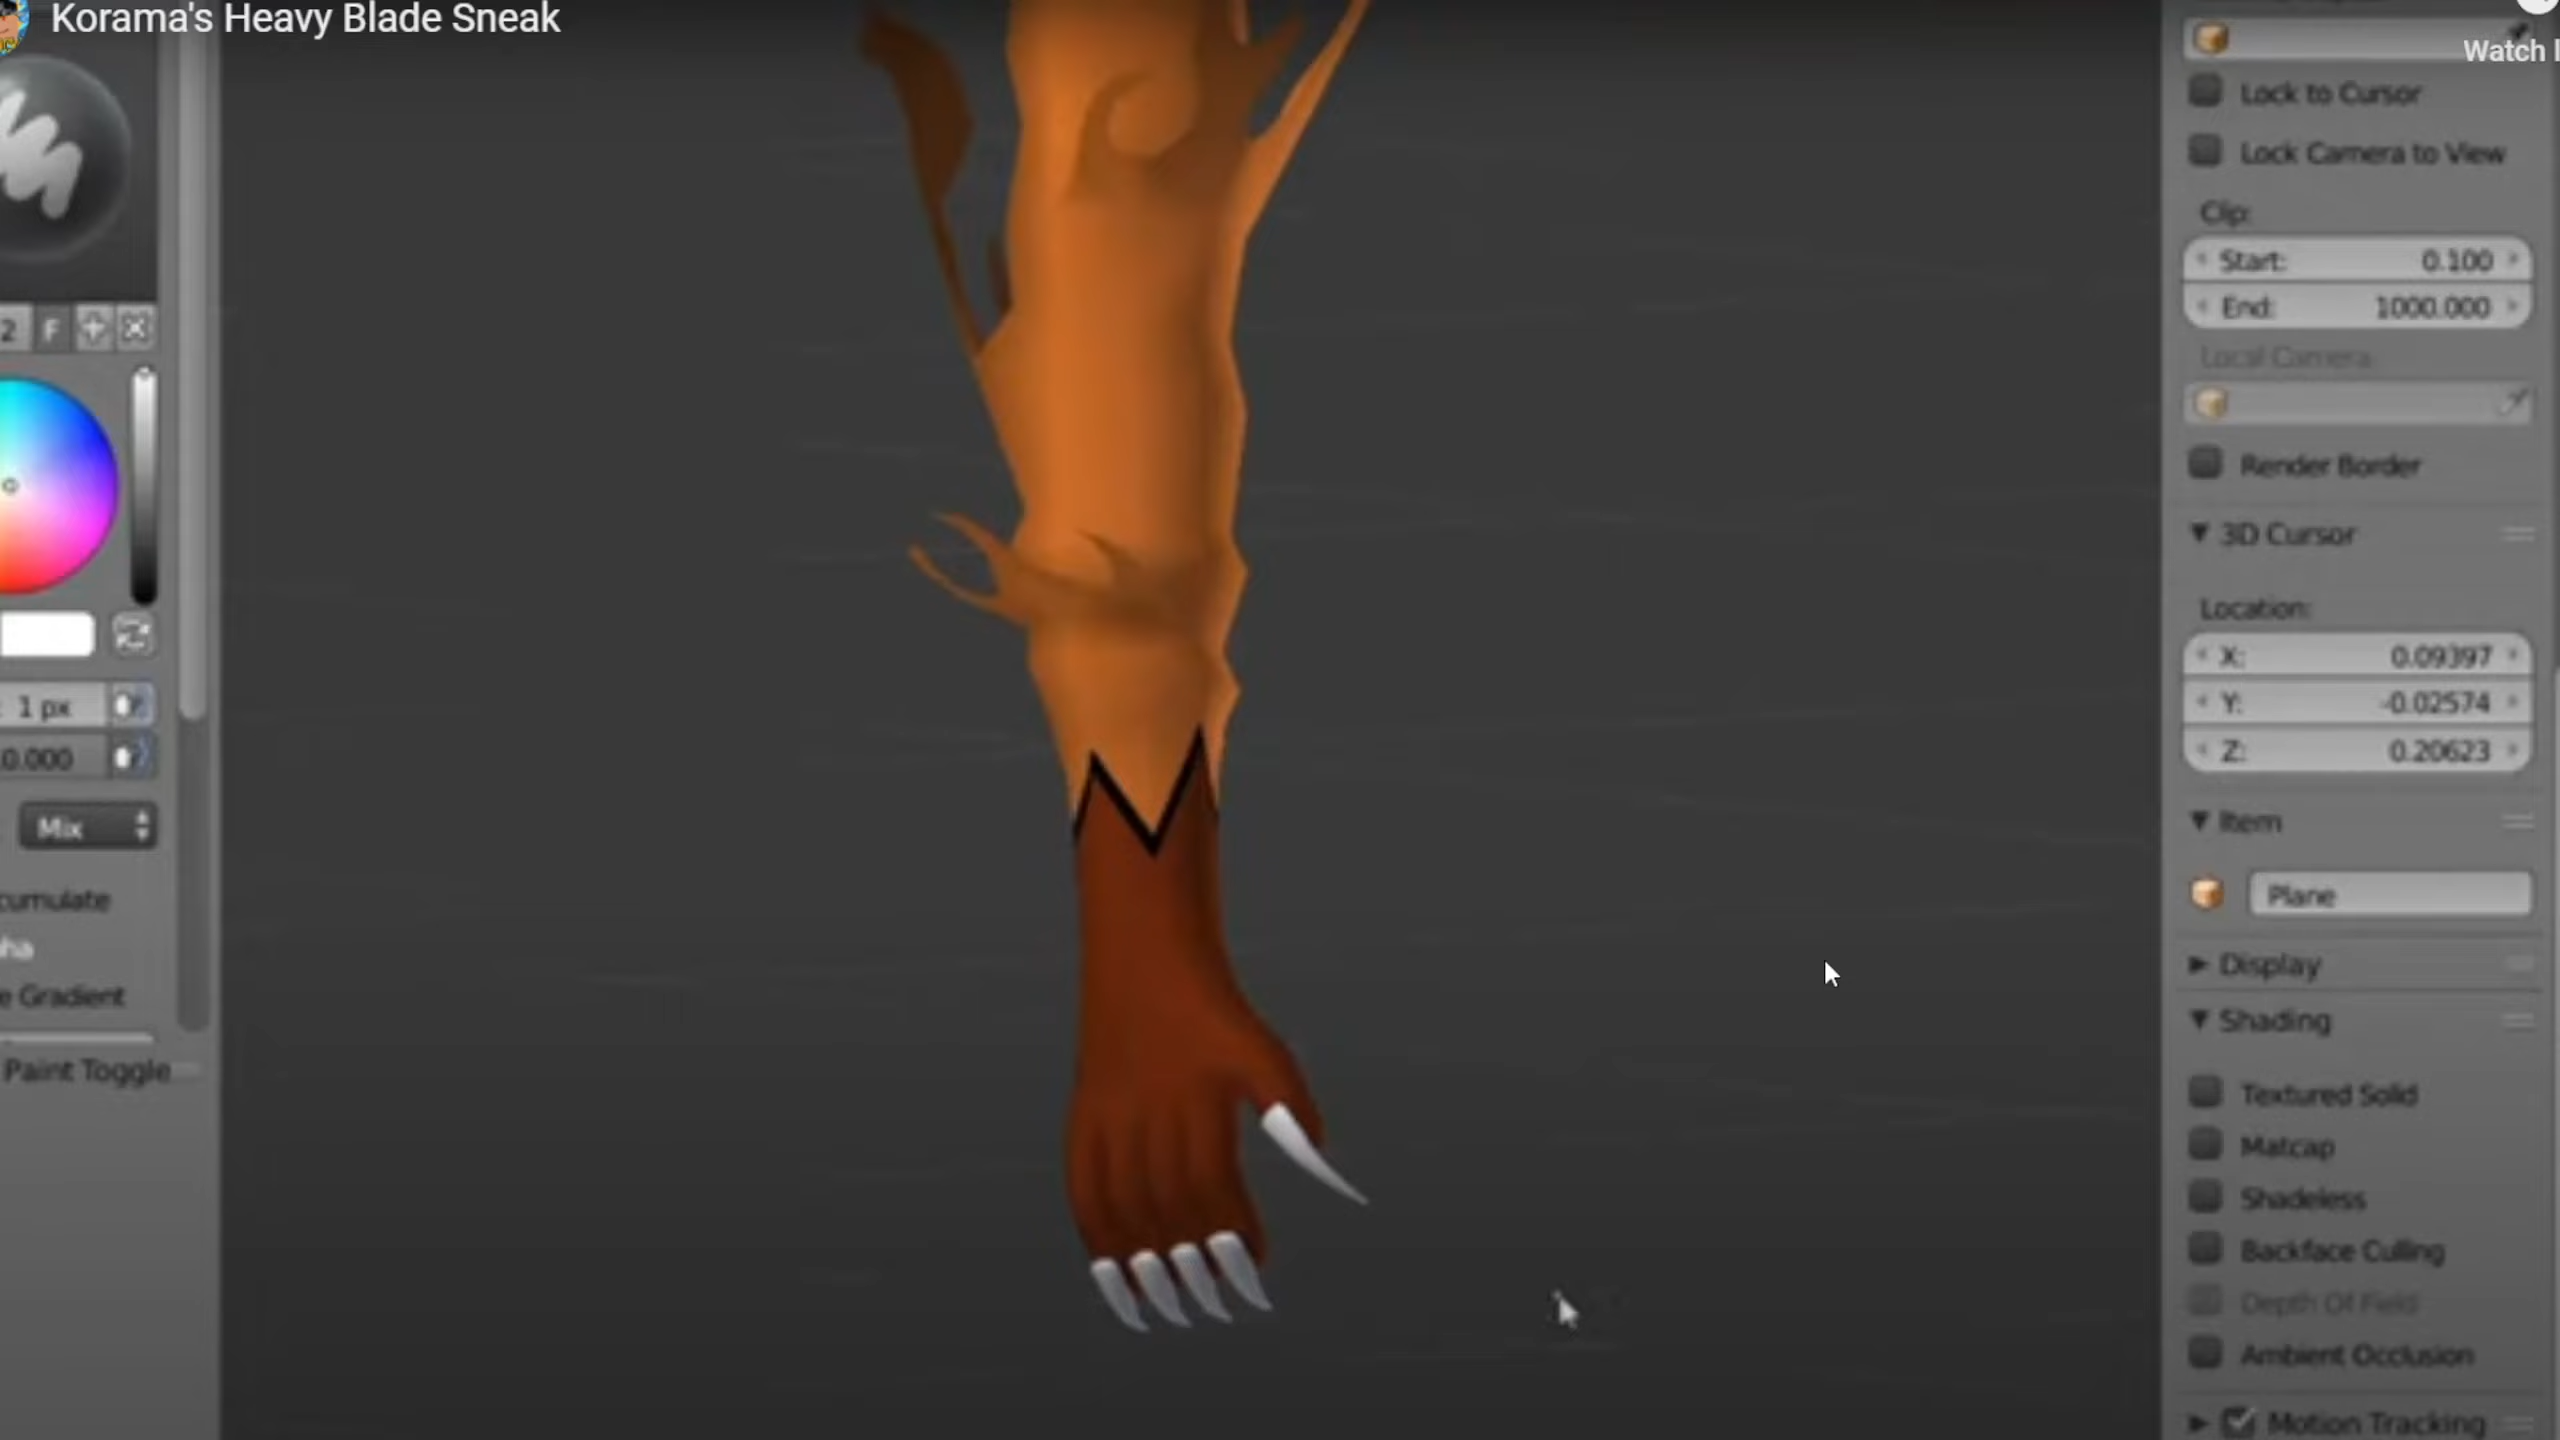 Korama's Heavy Blade Sneak
Watch
2 F
1 px
0.000
Mix
cumulate
ha
e Gradient
Paint Toggle
Lock to Cursor
Lock Camera to View
Clip:
Start: 0.100
End: 1000.000
Local Camera:
Render Border
3D Cursor
Location:
X: 0.09397
Y: -0.02574
Z: 0.20623
Item
Plane
Display
Shading
Textured Solid
Matcap
Shadeless
Backface Culling
Depth Of Field
Ambient Occlusion
Motion Tracking